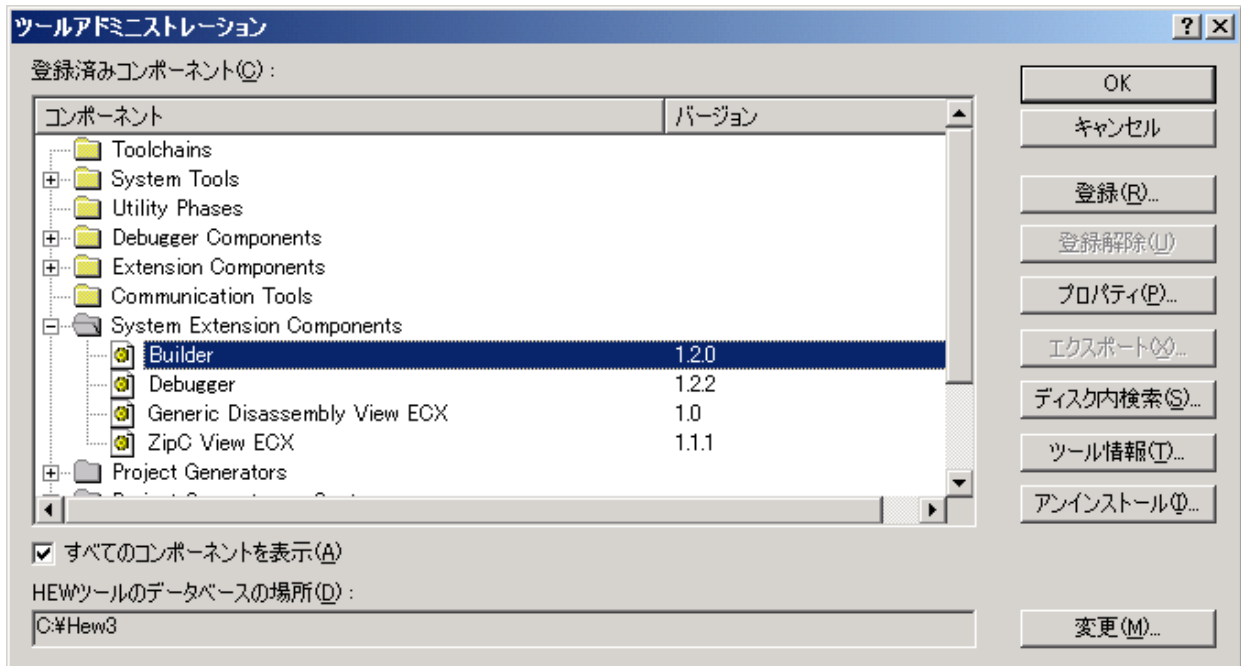 ツールアドミニストレーション
登録済みコンポーネント(C):
コンポーネント バージョン
Toolchains
System Tools
Utility Phases
Debugger Components
Extension Components
Communication Tools
System Extension Components
Builder 1.2.0
Debugger 1.2.2
Generic Disassembly View ECX 1.0
ZipC View ECX 1.1.1
Project Generators
すべてのコンポーネントを表示(A)
HEWツールのデータベースの場所(D):
C:¥Hew3
OK
キャンセル
登録(R)...
登録解除(U)
プロパティ(P)...
エクスポート(X)...
ディスク内検索(S)...
ツール情報(T)...
アンインストール(I)...
変更(M)...